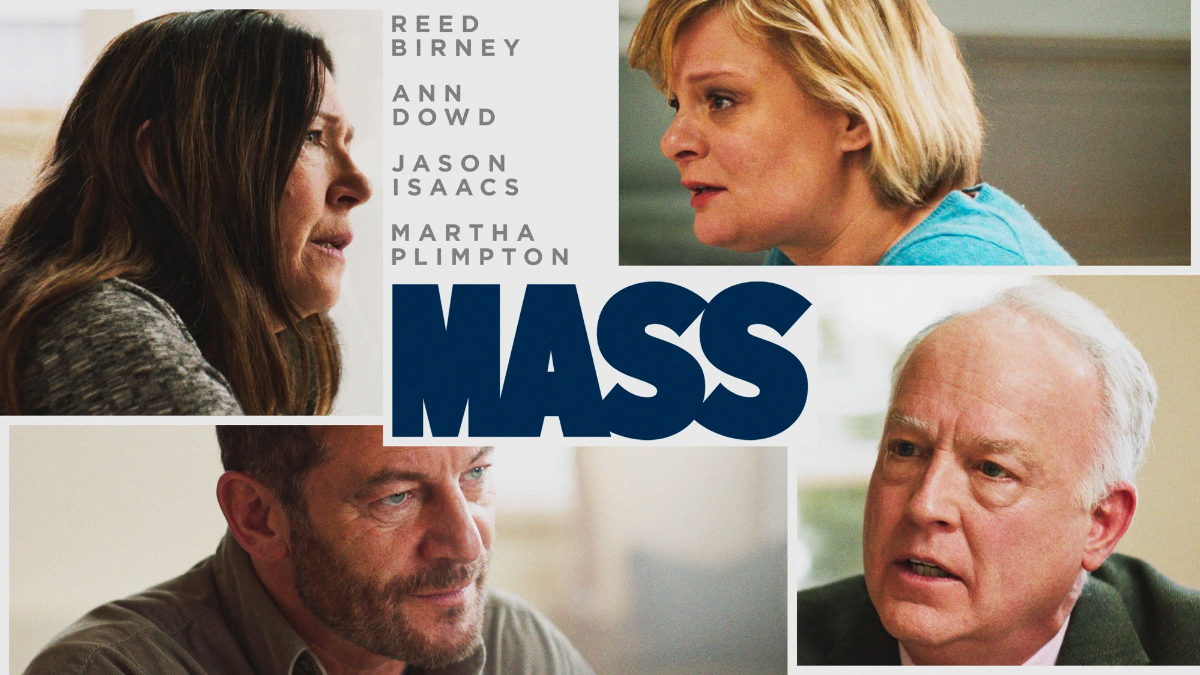 REED
BIRNEY
ANN
DOWD
JASON
ISAACS
MARTHA
PLIMPTON
MASS